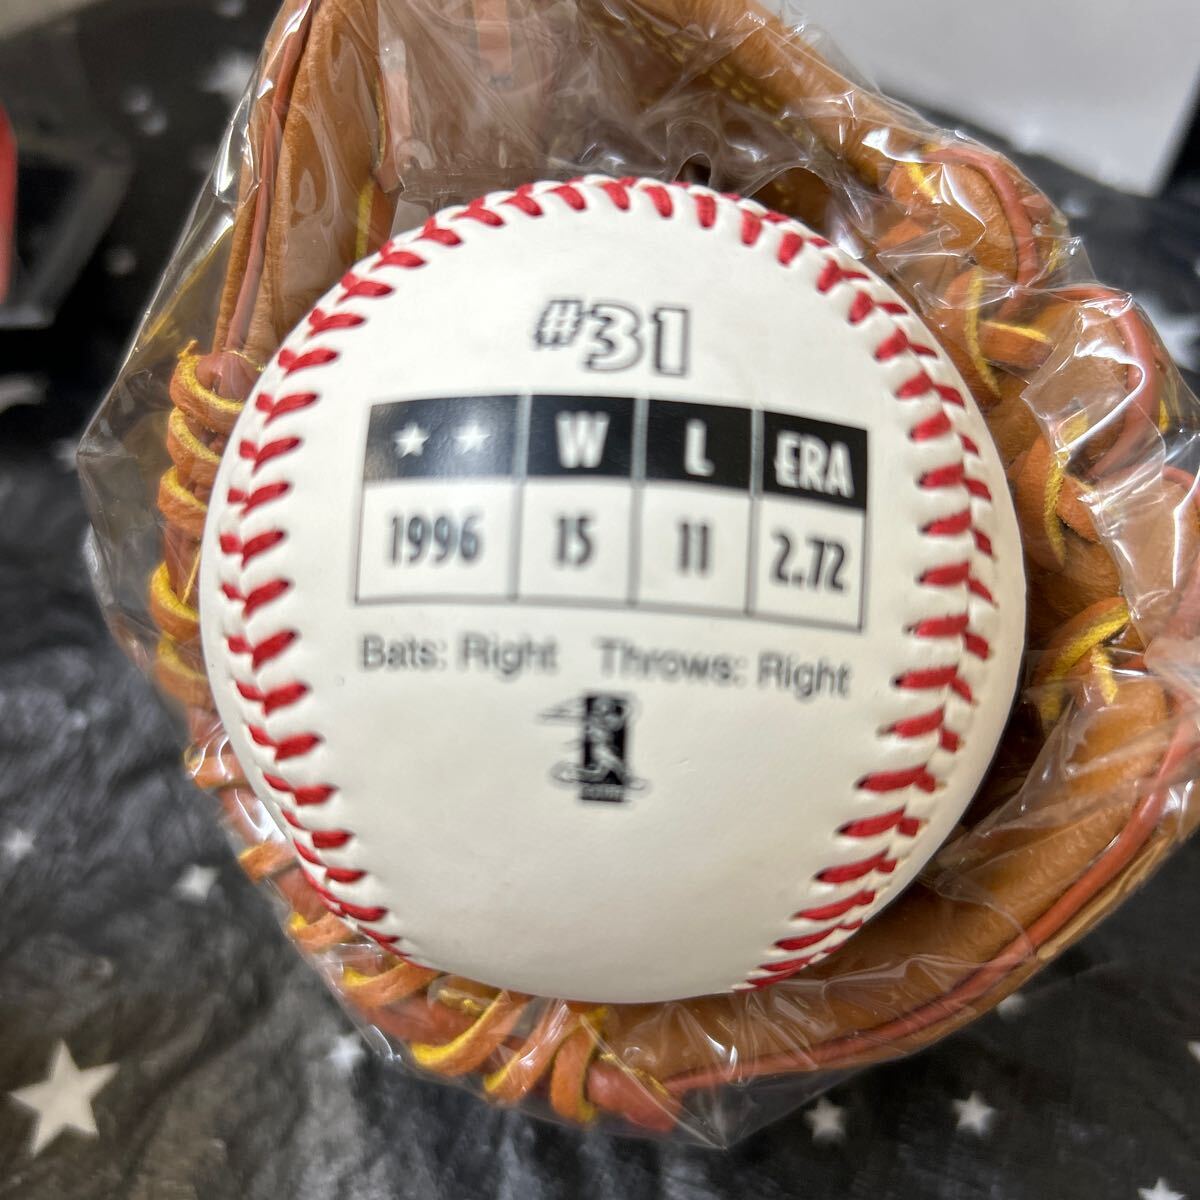 #31
W L ERA
1996 15 11 2.72
Bats: Right Throws: Right